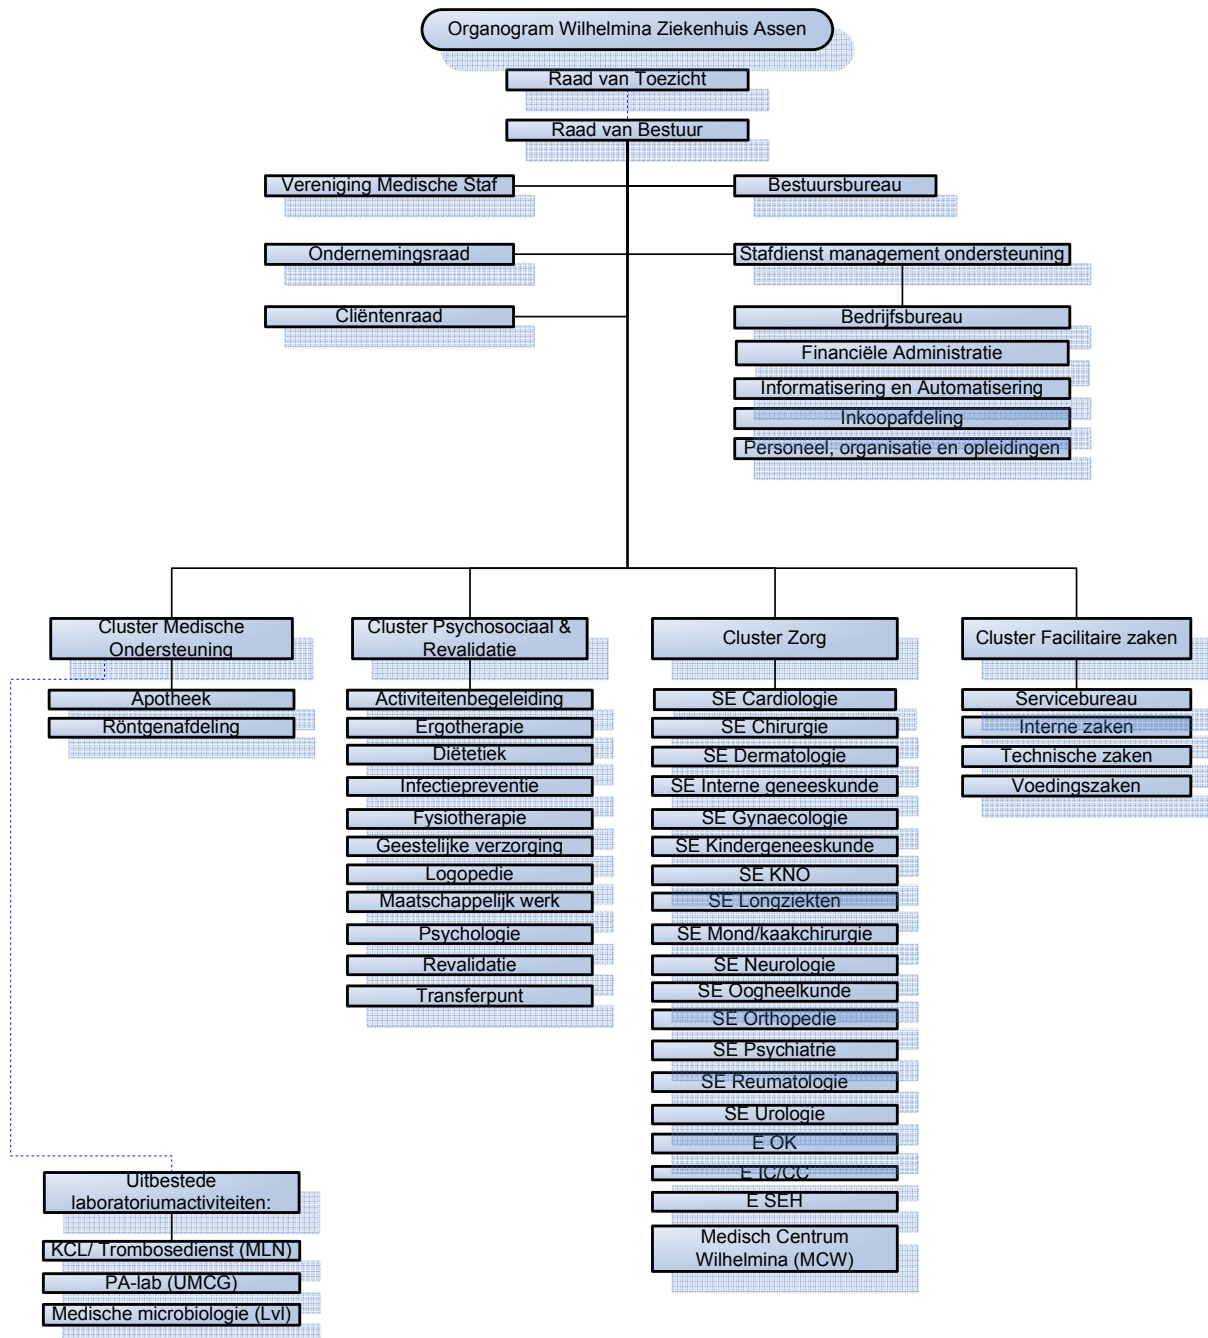 Organogram Wilhelmina Ziekenhuis Assen
Raad van Toezicht
Raad van Bestuur
Vereniging Medische Staf
Bestuursbureau
Ondernemingsraad
Stafdienst management ondersteuning
Cliëntenraad
Bedrijfsbureau
Financiële Administratie
Informatisering en Automatisering
Inkoopafdeling
Personeel, organisatie en opleidingen
Cluster Medische
Ondersteuning
Apotheek
Röntgenafdeling
Cluster Psychosociaal &
Revalidatie
Activiteitenbegeleiding
Ergotherapie
Diëtetiek
Infectiepreventie
Fysiotherapie
Geestelijke verzorging
Logopedie
Maatschappelijk werk
Psychologie
Revalidatie
Transferpunt
Cluster Zorg
SE Cardiologie
SE Chirurgie
SE Dermatologie
SE Interne geneeskunde
SE Gynaecologie
SE Kindergeneeskunde
SE KNO
SE Longziekten
SE Mond/kaakchirurgie
SE Neurologie
SE Oogheelkunde
SE Orthopedie
SE Psychiatrie
SE Reumatologie
SE Urologie
E OK
E IC/CC
E SEH
Medisch Centrum
Wilhelmina (MCW)
Cluster Facilitaire zaken
Servicebureau
Interne zaken
Technische zaken
Voedingszaken
Uitbestede
laboratoriumactiviteiten:
KCL/ Trombosedienst (MLN)
PA-lab (UMCG)
Medische microbiologie (LvI)